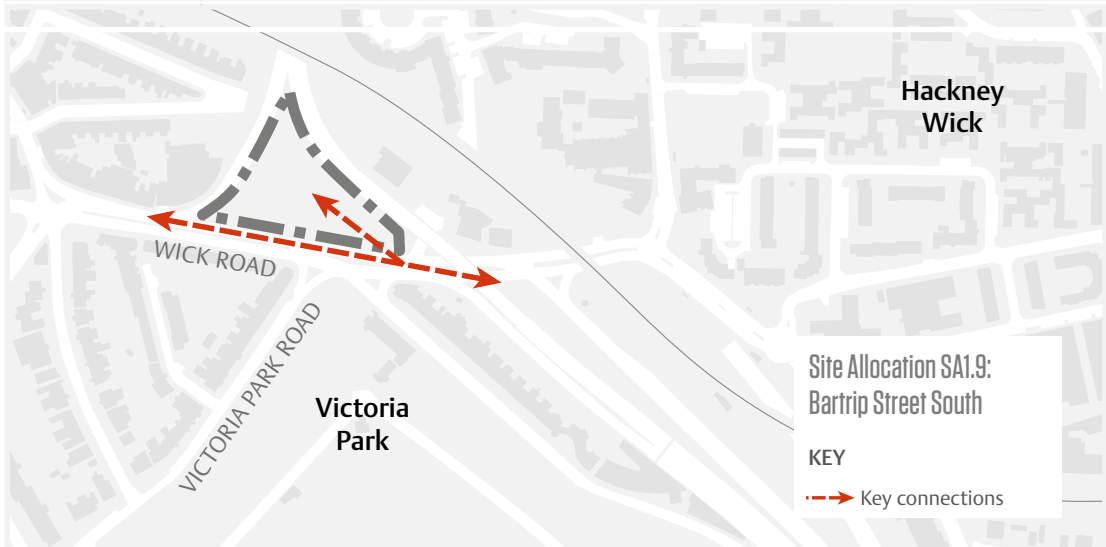 Hackney
Wick
WICK ROAD
VICTORIA PARK ROAD
Victoria
Park
Site Allocation SA1.9:
Bartrip Street South
KEY
Key connections